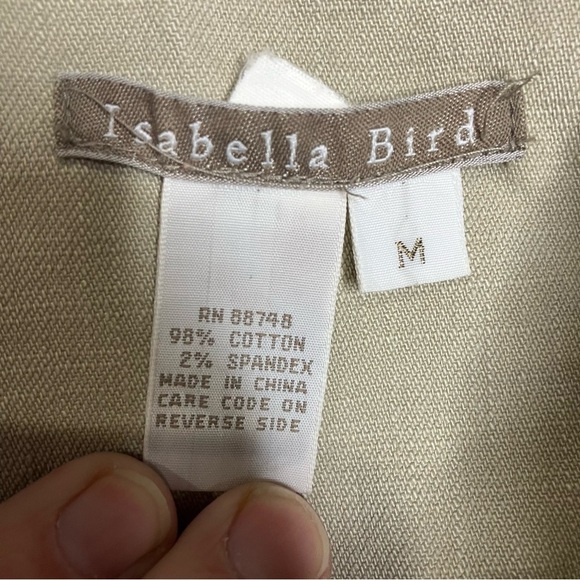 Isabella Bird
M
RN 88748
98% COTTON
2% SPANDEX
MADE IN CHINA
CARE CODE ON
REVERSE SIDE